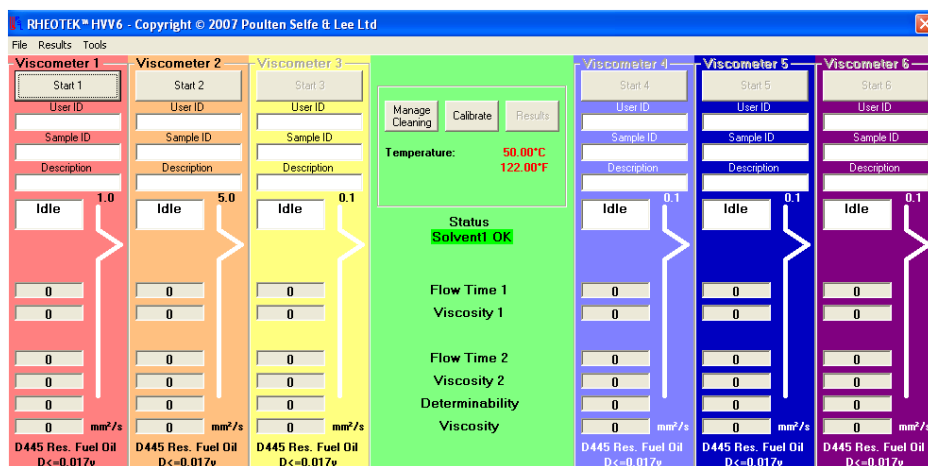 RHEOTEK™ HVV6 - Copyright © 2007 Poulten Selfe & Lee Ltd
File Results Tools
Viscometer 1
Start 1
User ID
Sample ID
Description
1.0
Idle
0
0
0
0
0
0 mm²/s
D445 Res. Fuel Oil
D<=0.017y
Viscometer 2
Start 2
User ID
Sample ID
Description
5.0
Idle
0
0
0
0
0
0 mm²/s
D445 Res. Fuel Oil
D<=0.017y
Viscometer 3
Start 3
User ID
Sample ID
Description
0.1
Idle
0
0
0
0
0
0 mm²/s
D445 Res. Fuel Oil
D<=0.017y
Manage Cleaning
Calibrate
Results
Temperature: 50.00°C
122.00°F
Status
Solvent1 OK
Flow Time 1
Viscosity 1
Flow Time 2
Viscosity 2
Determinability
Viscosity
Viscometer 4
Start 4
User ID
Sample ID
Description
0.1
Idle
0
0
0
0
0
0 mm²/s
D445 Res. Fuel Oil
D<=0.017y
Viscometer 5
Start 5
User ID
Sample ID
Description
0.1
Idle
0
0
0
0
0
0 mm²/s
D445 Res. Fuel Oil
D<=0.017y
Viscometer 6
Start 6
User ID
Sample ID
Description
0.1
Idle
0
0
0
0
0
0 mm²/s
D445 Res. Fuel Oil
D<=0.017y